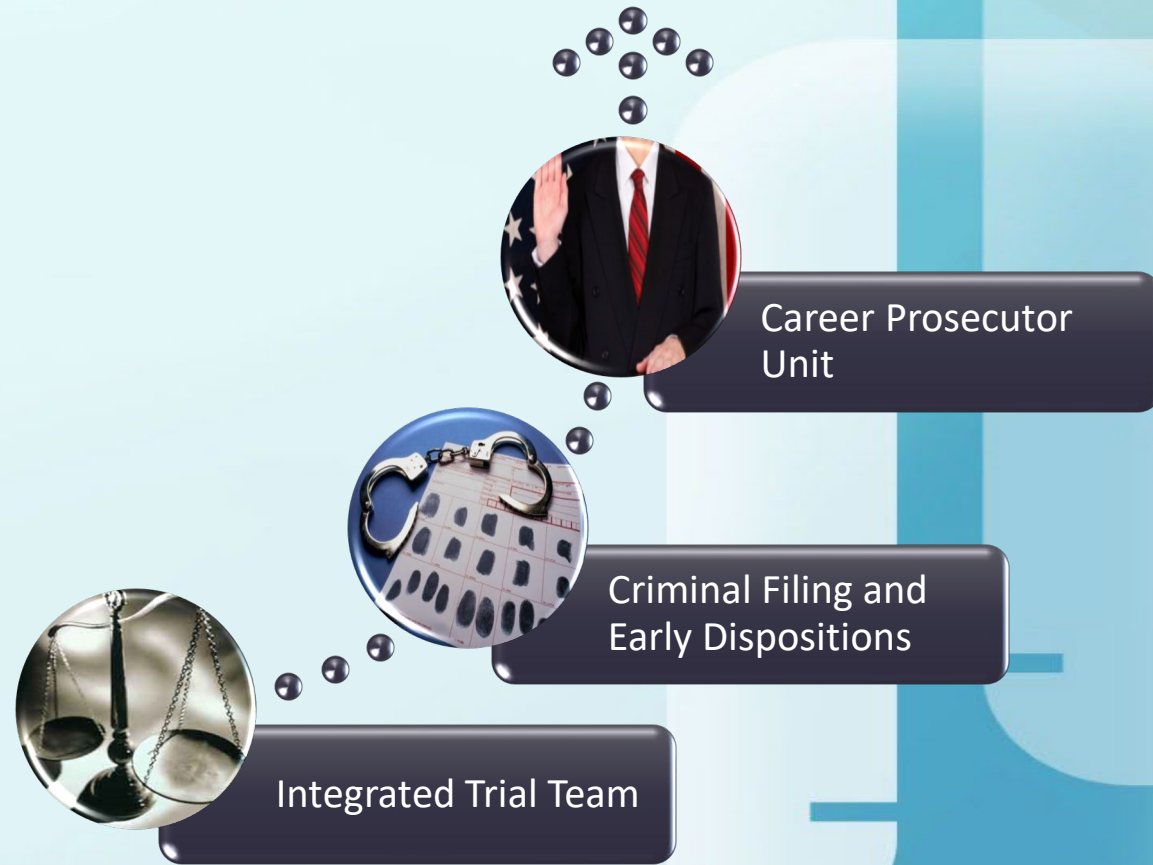 Career Prosecutor
Unit
Criminal Filing and
Early Dispositions
Integrated Trial Team